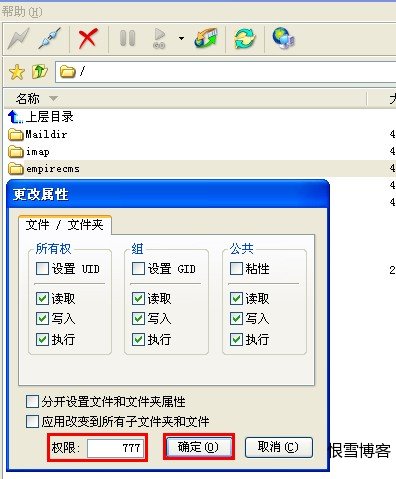 帮助(H)
GO
/
名称
大
上层目录
Maildir 4
imap 4
empirecms 4
4
4
2
更改属性
文件 / 文件夹
所有权 组 公共
设置 UID 设置 GID 粘性
读取 读取 读取
写入 写入 写入
执行 执行 执行
分开设置文件和文件夹属性
应用改变到所有子文件夹和文件
权限: 777 确定(O) 取消(C)
恨雪博客